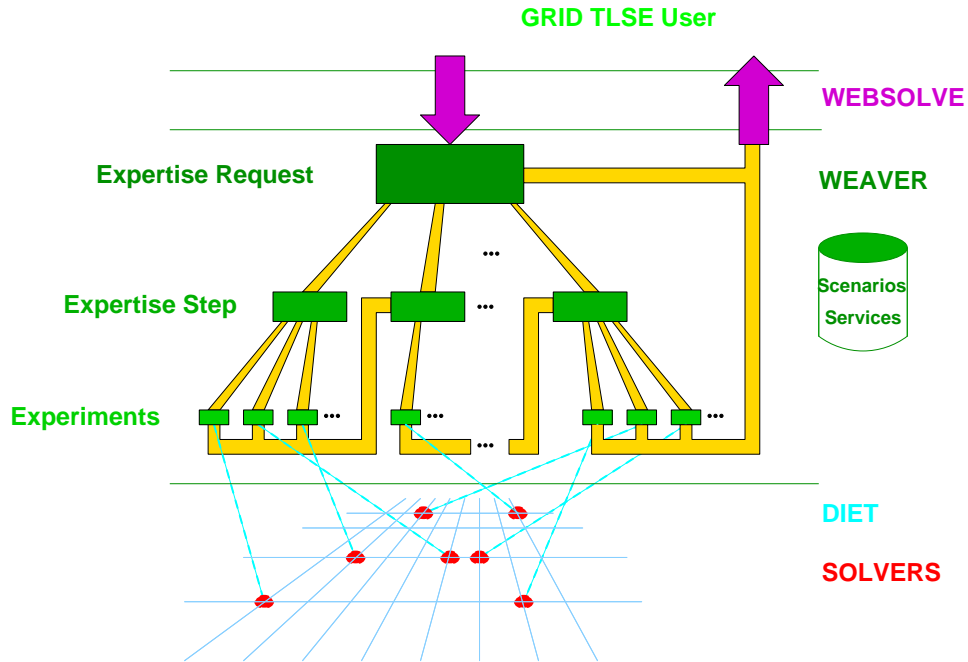 GRID TLSE User
WEBSOLVE
Expertise Request
WEAVER
...
Scenarios
Expertise Step
...
Services
Experiments
...
...
...
...
DIET
SOLVERS